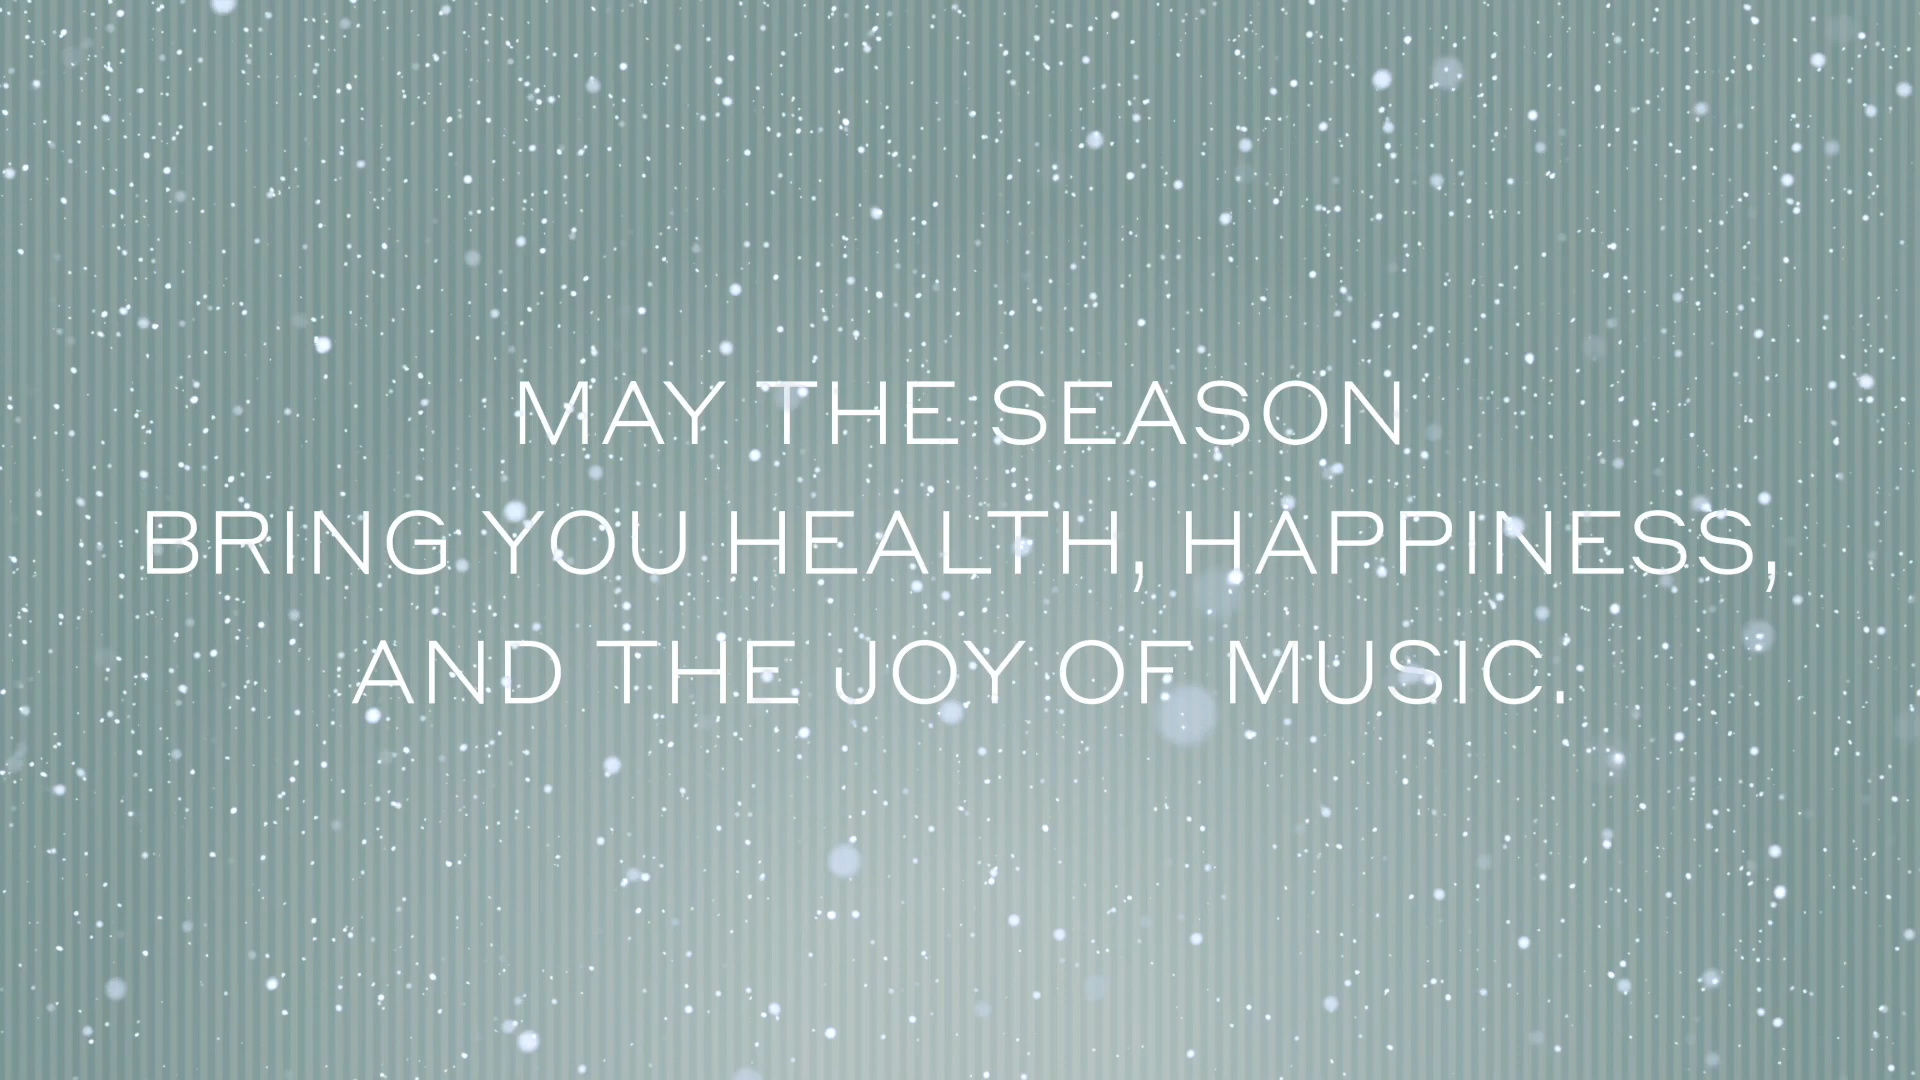 MAY THE SEASON
BRING YOU HEALTH, HAPPINESS,
AND THE JOY OF MUSIC.